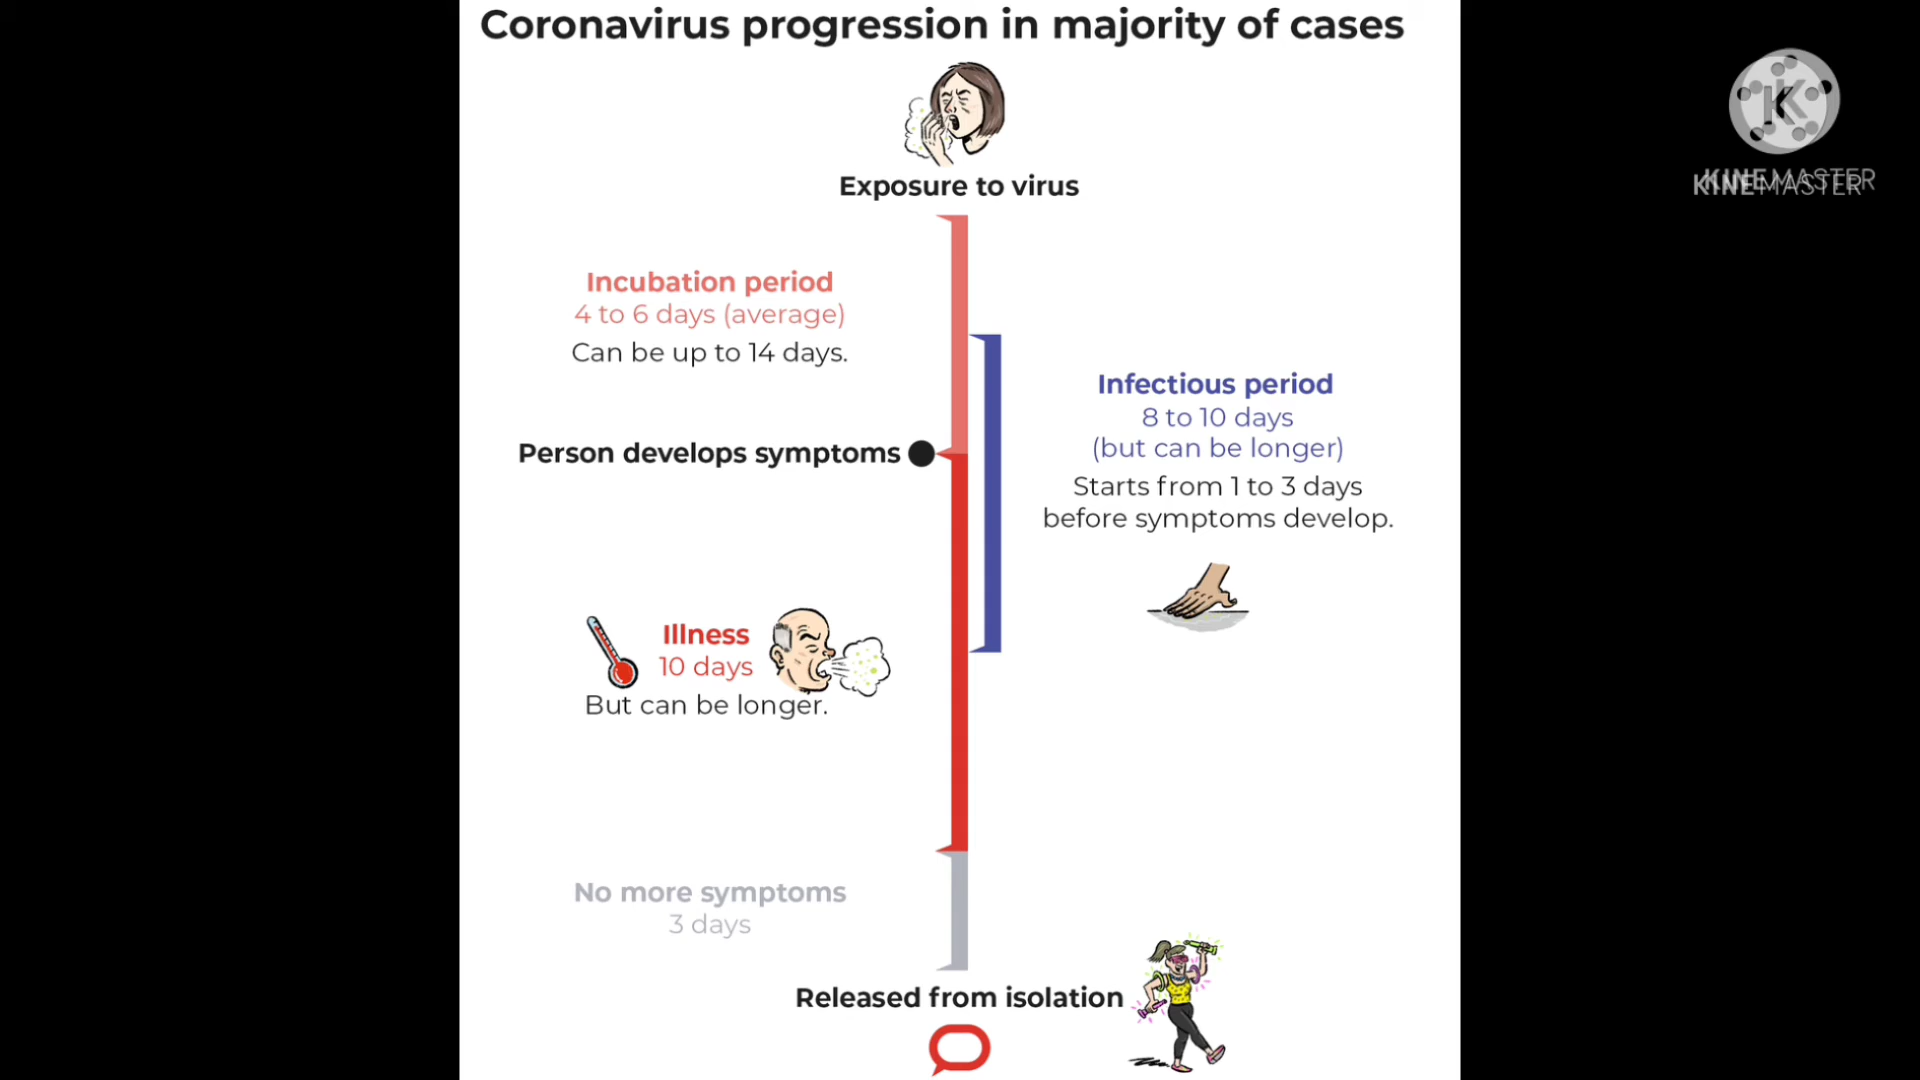 Coronavirus progression in majority of cases
KINEMASTER
KINEMASTER
Exposure to virus
Incubation period
4 to 6 days (average)
Can be up to 14 days.
Infectious period
8 to 10 days
(but can be longer)
Starts from 1 to 3 days
before symptoms develop.
Person develops symptoms
Illness
10 days
But can be longer.
No more symptoms
3 days
Released from isolation